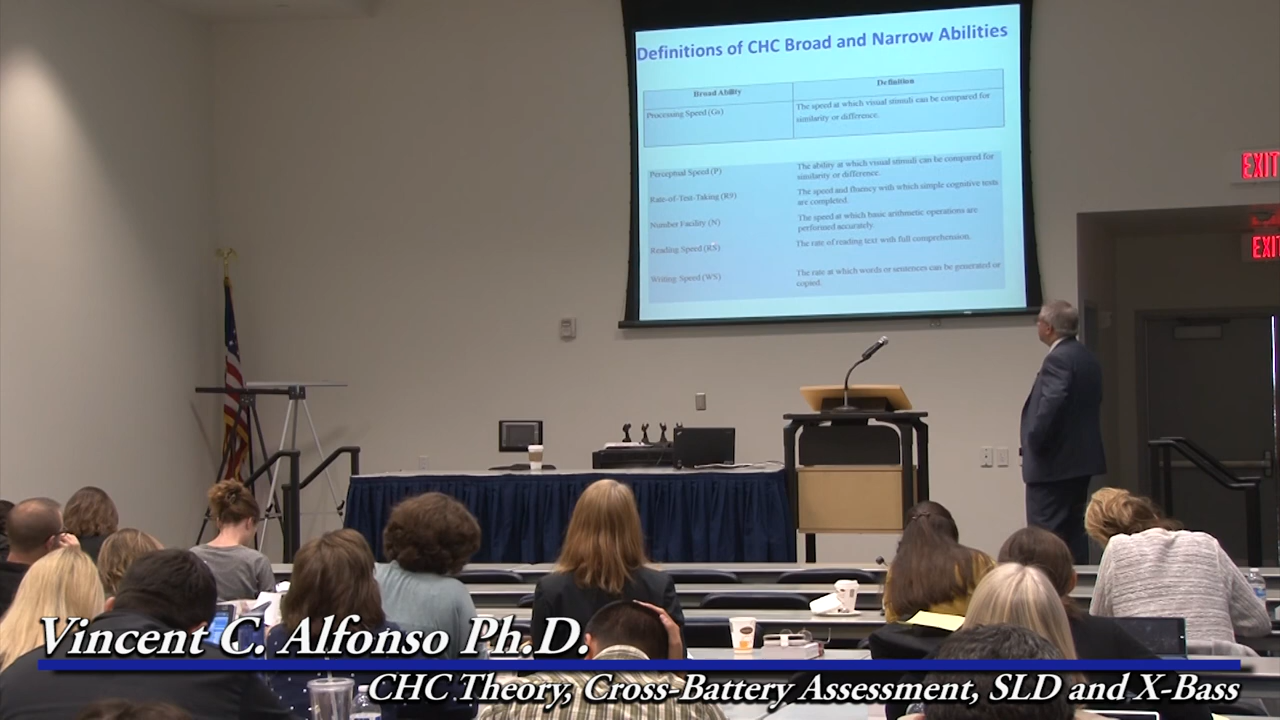 Definitions of CHC Broad and Narrow Abilities
Broad Ability
Definition
Processing Speed (Gs)
The speed at which visual stimuli can be compared for
similarity or difference.
Perceptual Speed (P)
The ability at which visual stimuli can be compared for
similarity or difference.
Rate-of-Test-Taking (R9)
The speed and fluency with which simple cognitive tests
are completed.
Number Facility (N)
The speed at which basic arithmetic operations are
performed accurately.
Reading Speed (RS)
The rate of reading text with full comprehension.
Writing Speed (WS)
The rate at which words or sentences can be generated or
copied.
EXIT
EXIT
Vincent C. Alfonso Ph.D.
CHC Theory, Cross-Battery Assessment, SLD and X-Bass